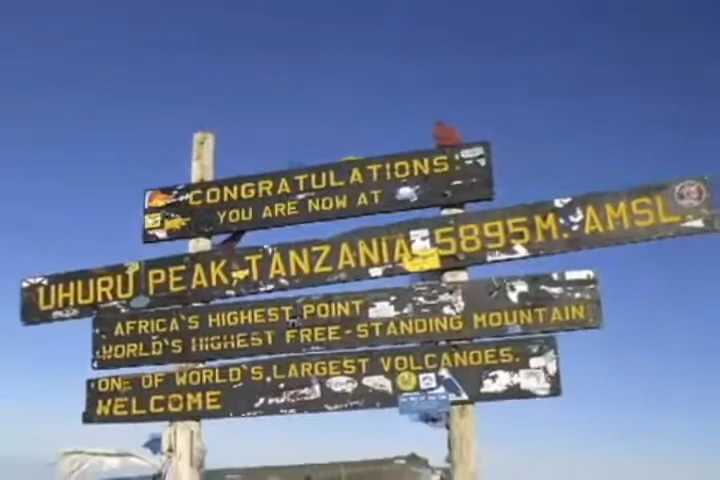 CONGRATULATIONS.
YOU ARE NOW AT
UHURU PEAK, TANZANIA, 5895M. AMSL.
AFRICA'S HIGHEST POINT
WORLD'S HIGHEST FREE-STANDING MOUNTAIN.
ONE OF WORLD'S LARGEST VOLCANOES.
WELCOME